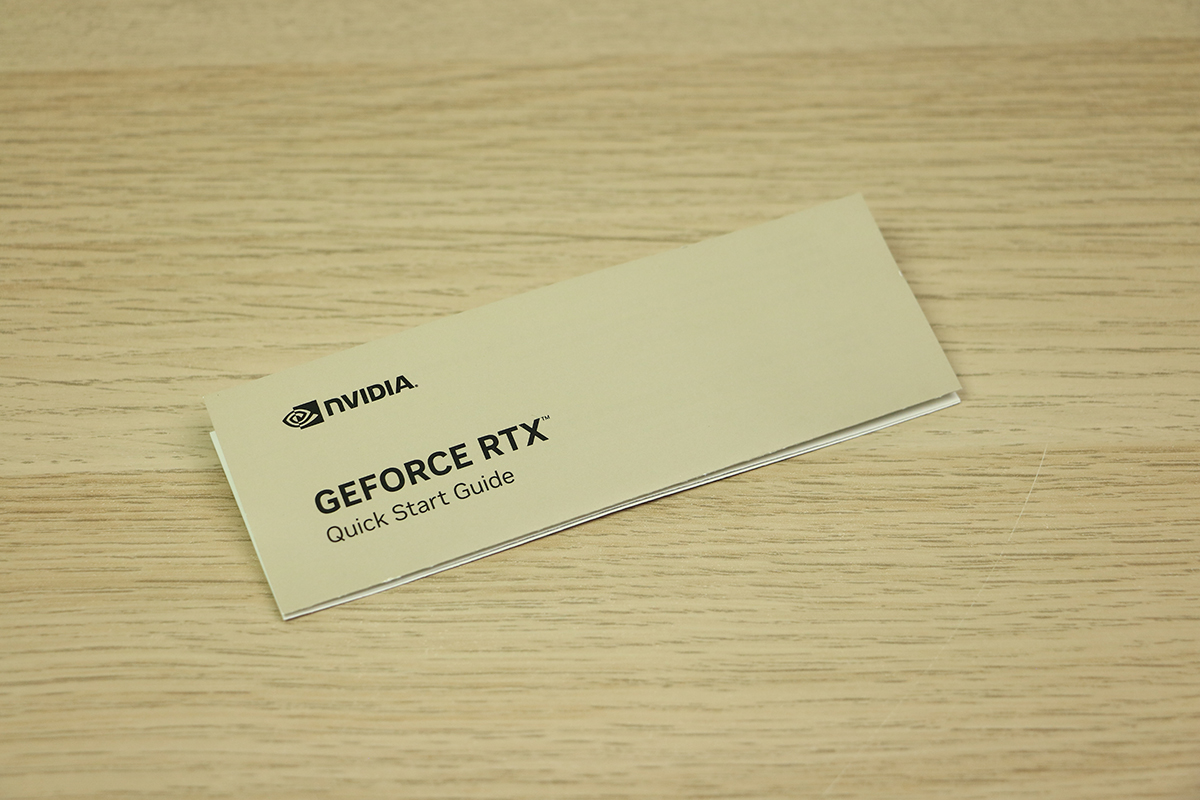 NVIDIA.
GEFORCE RTX™
Quick Start Guide